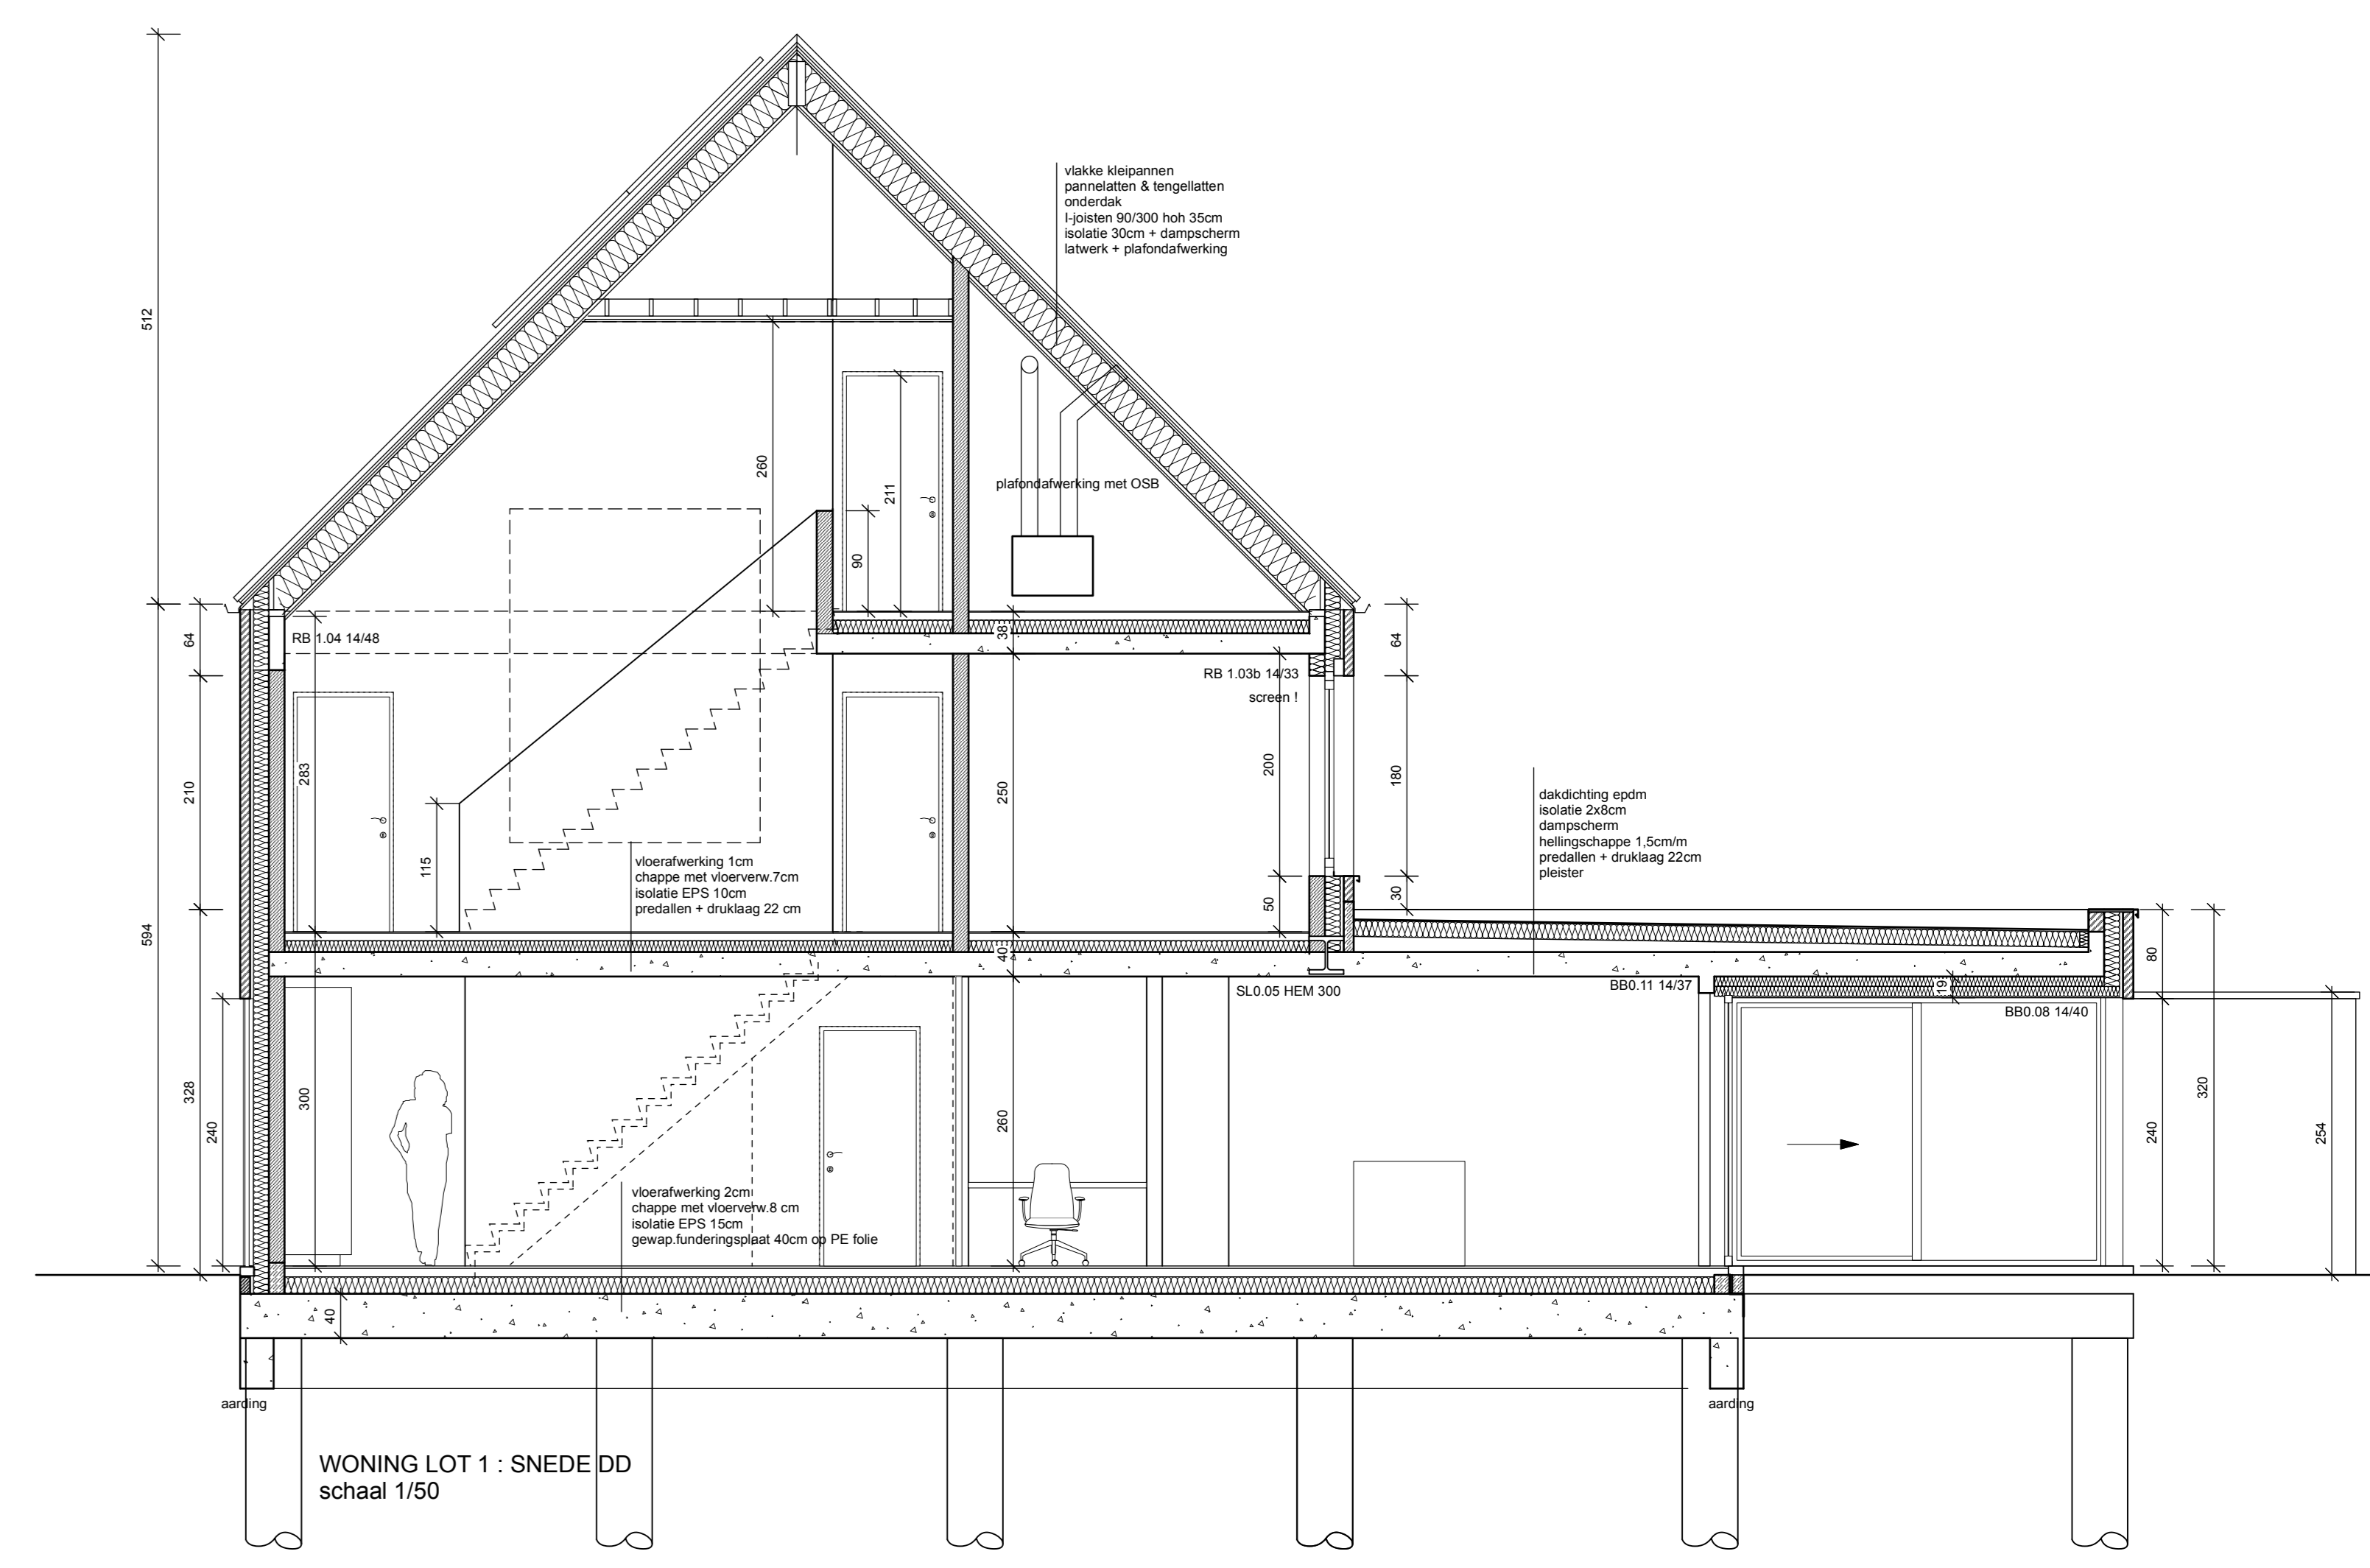 512
vlakke kleipannen
pannelatten & tengellatten
onderdak
I-joisten 90/300 hoh 35cm
isolatie 30cm + dampscherm
latwerk + plafondafwerking
260
211
90
plafondafwerking met OSB
64
RB 1.04 14/48
38
64
RB 1.03b 14/33
screen !
210
283
115
250
200
180
50
30
vloerafwerking 1cm
chappe met vloerverw.7cm
isolatie EPS 10cm
predallen + druklaag 22 cm
dakdichting epdm
isolatie 2x8cm
dampscherm
hellingschappe 1,5cm/m
predallen + druklaag 22cm
pleister
594
40
80
SL0.05 HEM 300
BB0.11 14/37
19
BB0.08 14/40
328
240
300
260
240
320
254
vloerafwerking 2cm
chappe met vloerverw.8 cm
isolatie EPS 15cm
gewap.funderingsplaat 40cm op PE folie
40
aarding
aarding
WONING LOT 1 : SNEDE DD
schaal 1/50